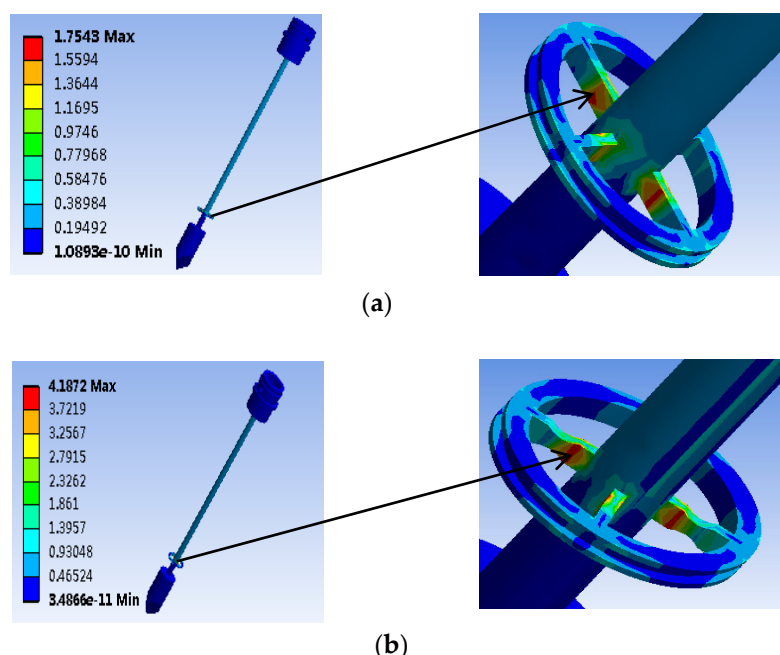 1.7543 Max
1.5594
1.3644
1.1695
0.9746
0.77968
0.58476
0.38984
0.19492
1.0893e-10 Min
(a)
4.1872 Max
3.7219
3.2567
2.7915
2.3262
1.861
1.3957
0.93048
0.46524
3.4866e-11 Min
(b)